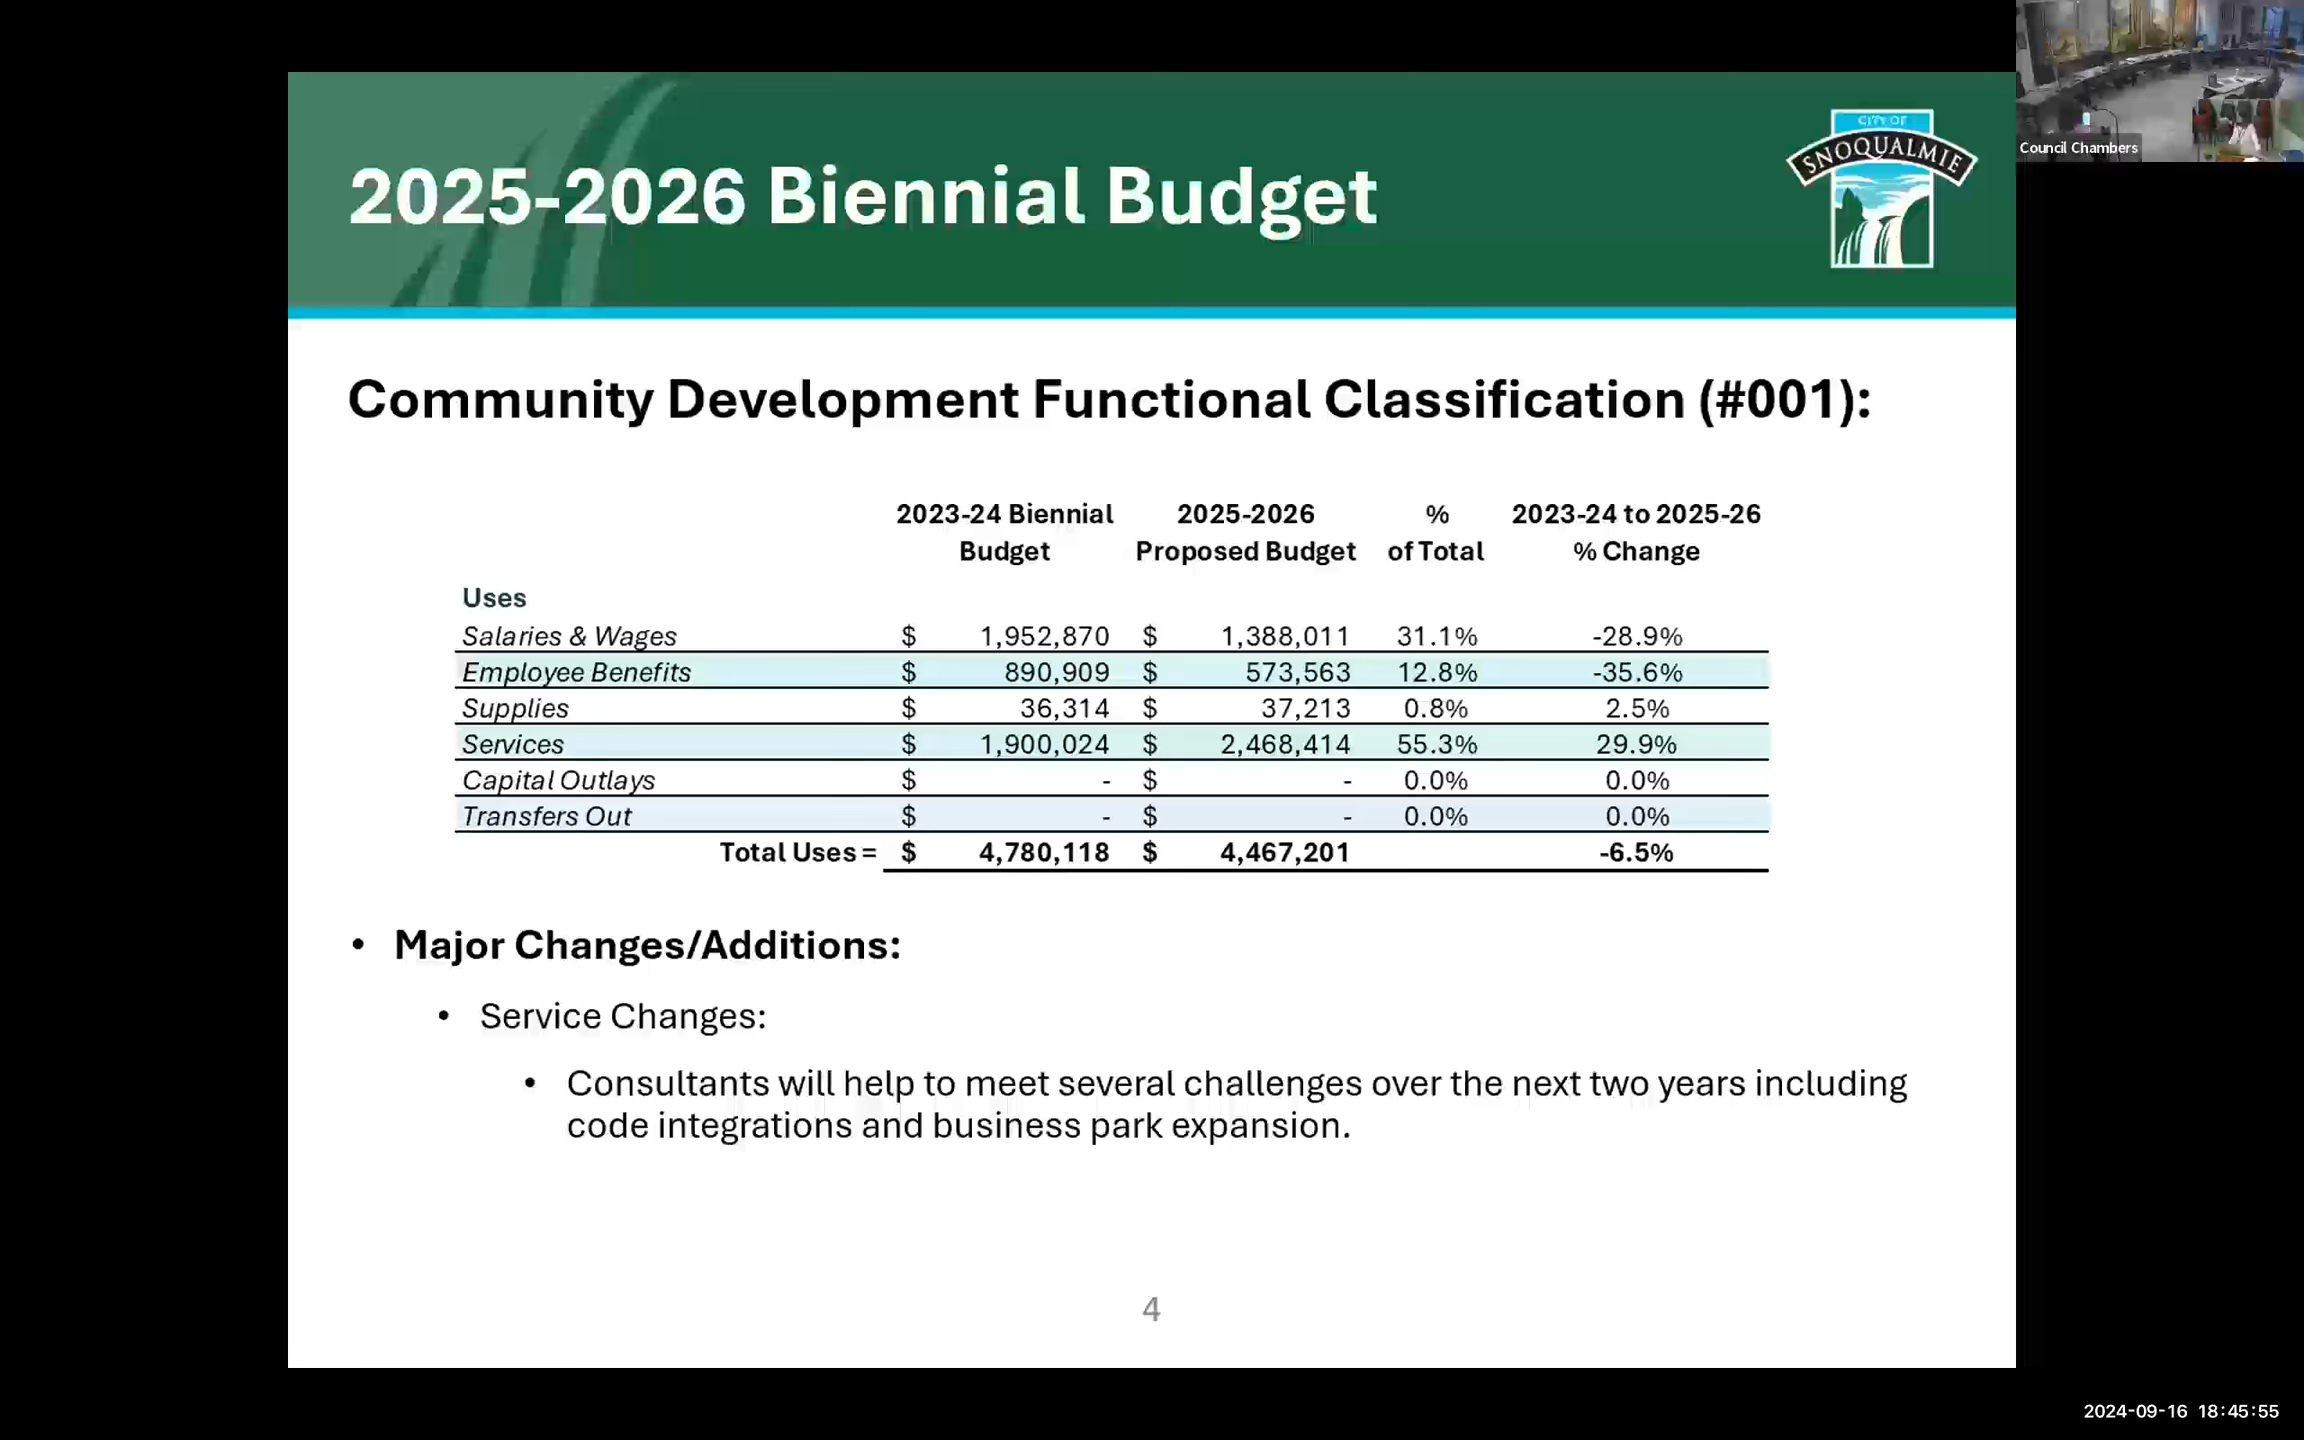 CITY OF
SNOQUALMIE
Council Chambers
2025-2026 Biennial Budget
Community Development Functional Classification (#001):
2023-24 Biennial 2025-2026 % 2023-24 to 2025-26
Budget Proposed Budget of Total % Change
Uses
Salaries & Wages $ 1,952,870 $ 1,388,011 31.1% -28.9%
Employee Benefits $ 890,909 $ 573,563 12.8% -35.6%
Supplies $ 36,314 $ 37,213 0.8% 2.5%
Services $ 1,900,024 $ 2,468,414 55.3% 29.9%
Capital Outlays $ - $ - 0.0% 0.0%
Transfers Out $ - $ - 0.0% 0.0%
Total Uses = $ 4,780,118 $ 4,467,201 -6.5%
• Major Changes/Additions:
• Service Changes:
• Consultants will help to meet several challenges over the next two years including
code integrations and business park expansion.
4
2024-09-16 18:45:55